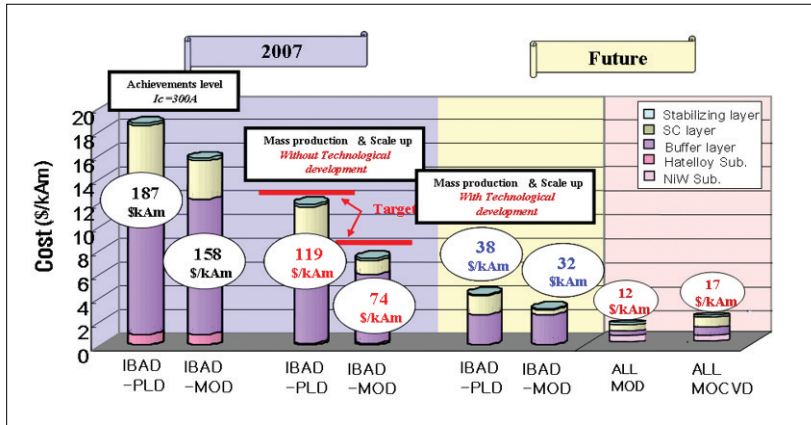 2007
Future
Achievements level
Ic =300A
Stabilizing layer
SC layer
Buffer layer
Hatelloy Sub.
NiW Sub.
Mass production & Scale up
Without Technological
development
Mass production & Scale up
With Technological
development
Target
Cost ($/kAm)
20
18
16
14
12
10
8
6
4
2
0
187
$kAm
158
$/kAm
119
$/kAm
74
$/kAm
38
$/kAm
32
$kAm
12
$/kAm
17
$/kAm
IBAD
-PLD
IBAD
-MOD
IBAD
-PLD
IBAD
-MOD
IBAD
-PLD
IBAD
-MOD
ALL
MOD
ALL
MOCVD